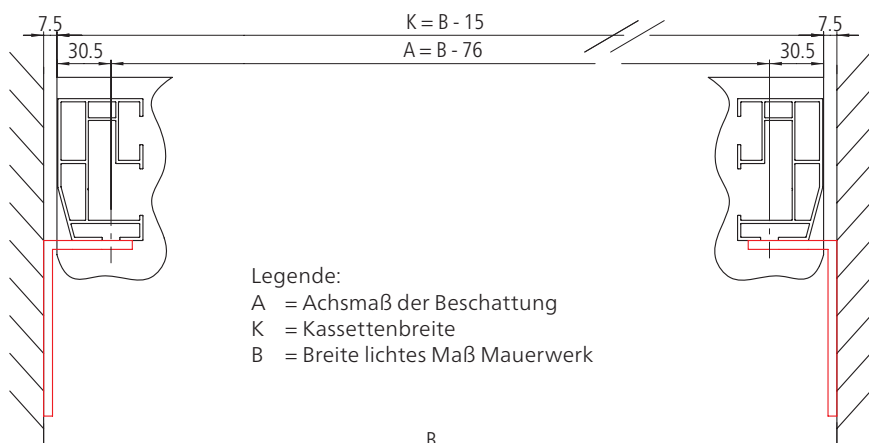 7.5 K = B - 15 7.5
30.5 A = B - 76 30.5
Legende:
A = Achsmaß der Beschattung
K = Kassettenbreite
B = Breite lichtes Maß Mauerwerk
B